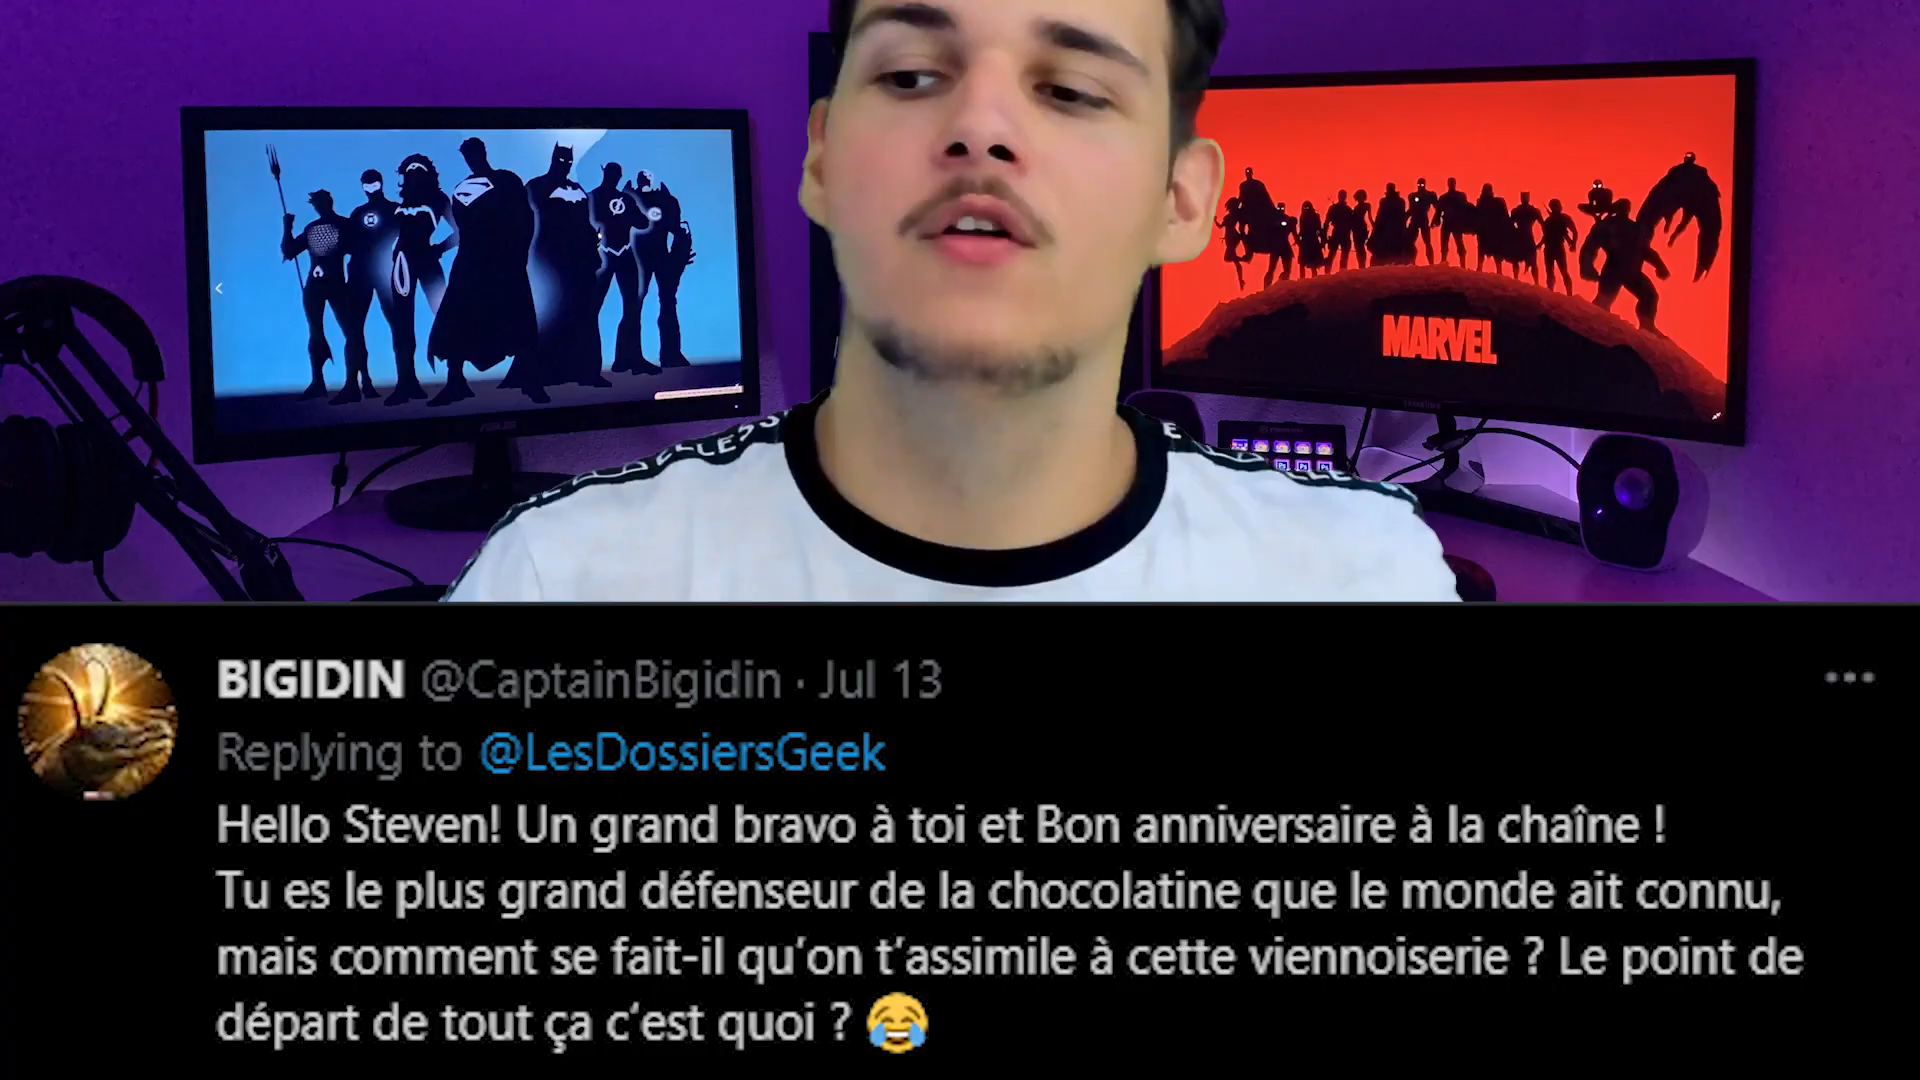 MARVEL
BIGIDIN @CaptainBigidin · Jul 13
Replying to @LesDossiersGeek
Hello Steven! Un grand bravo à toi et Bon anniversaire à la chaîne !
Tu es le plus grand défenseur de la chocolatine que le monde ait connu,
mais comment se fait-il qu’on t’assimile à cette viennoiserie ? Le point de
départ de tout ça c’est quoi ? 😂